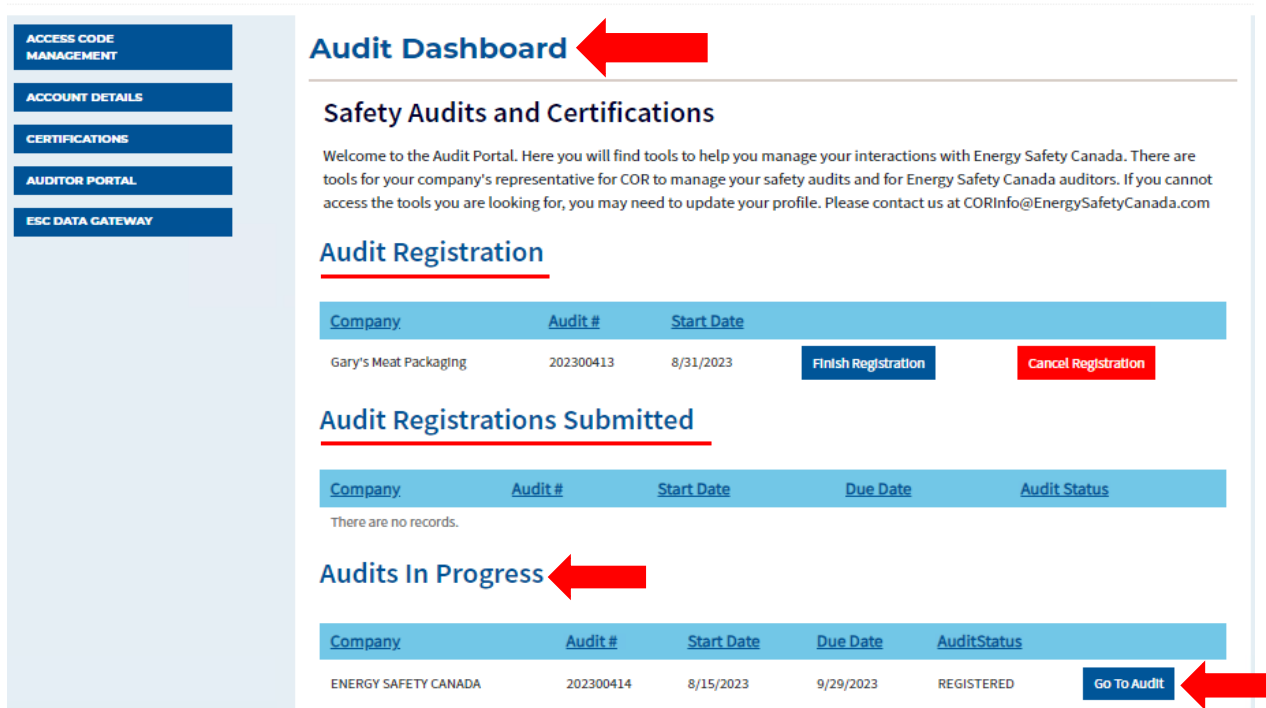 ACCESS CODE
MANAGEMENT
ACCOUNT DETAILS
CERTIFICATIONS
AUDITOR PORTAL
ESC DATA GATEWAY
Audit Dashboard
Safety Audits and Certifications
Welcome to the Audit Portal. Here you will find tools to help you manage your interactions with Energy Safety Canada. There are
tools for your company's representative for COR to manage your safety audits and for Energy Safety Canada auditors. If you cannot
access the tools you are looking for, you may need to update your profile. Please contact us at CORInfo@EnergySafetyCanada.com
Audit Registration
Company Audit # Start Date
Gary's Meat Packaging 202300413 8/31/2023 Finish Registration Cancel Registration
Audit Registrations Submitted
Company Audit # Start Date Due Date Audit Status
There are no records.
Audits In Progress
Company Audit # Start Date Due Date AuditStatus
ENERGY SAFETY CANADA 202300414 8/15/2023 9/29/2023 REGISTERED Go To Audit